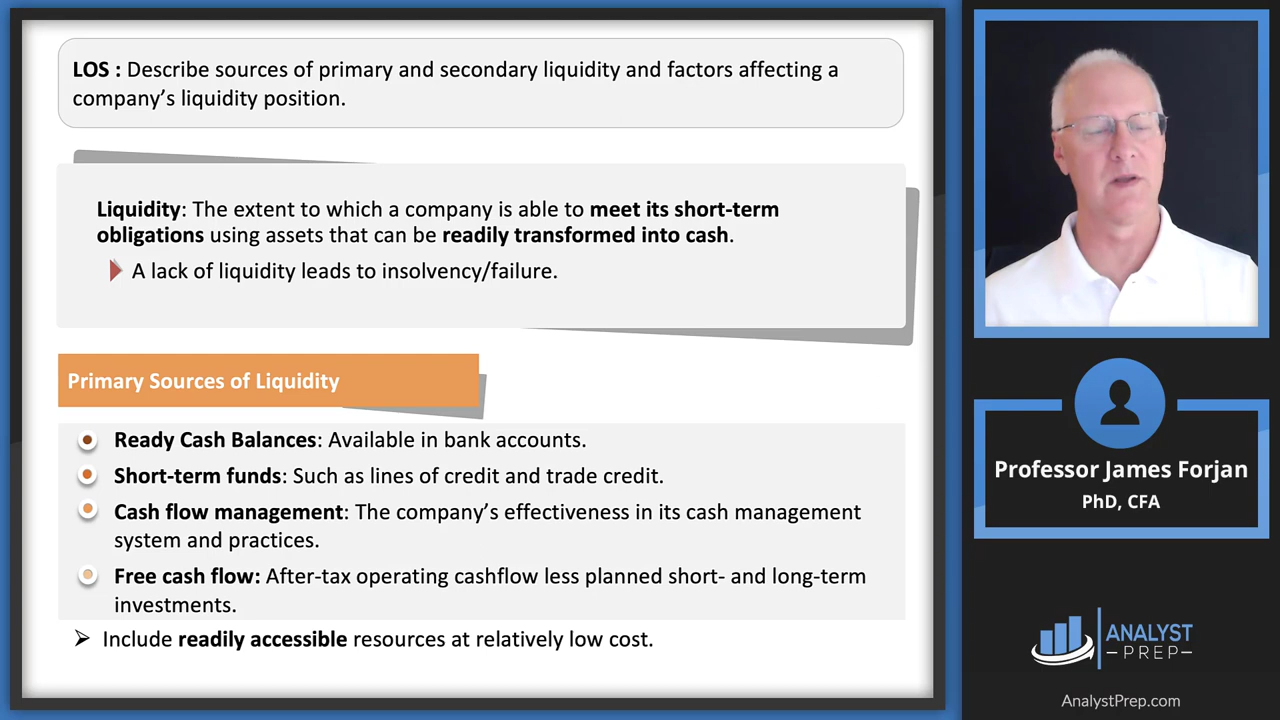 LOS : Describe sources of primary and secondary liquidity and factors affecting a
company’s liquidity position.
Liquidity: The extent to which a company is able to meet its short-term
obligations using assets that can be readily transformed into cash.
A lack of liquidity leads to insolvency/failure.
Primary Sources of Liquidity
Ready Cash Balances: Available in bank accounts.
Short-term funds: Such as lines of credit and trade credit.
Cash flow management: The company’s effectiveness in its cash management
system and practices.
Free cash flow: After-tax operating cashflow less planned short- and long-term
investments.
Include readily accessible resources at relatively low cost.
Professor James Forjan
PhD, CFA
ANALYST
PREP
AnalystPrep.com